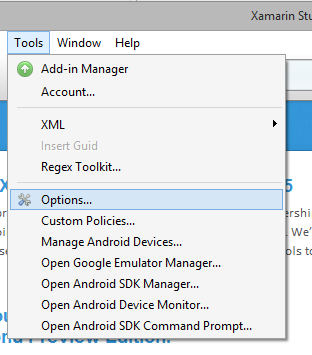 Xamarin Stu
Tools Window Help
Add-in Manager
Account...
XML
Insert Guid
Regex Toolkit...
Options...
Custom Policies...
Manage Android Devices...
Open Google Emulator Manager...
Open Android SDK Manager...
Open Android Device Monitor...
Open Android SDK Command Prompt...